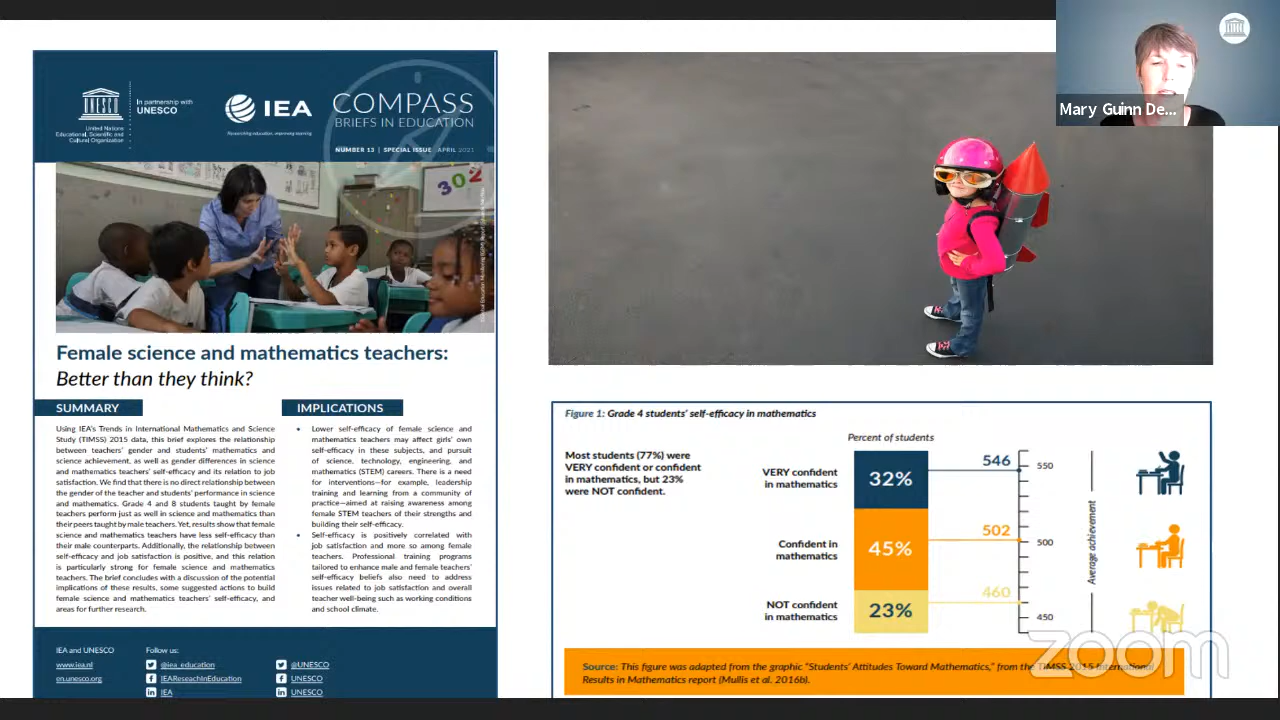 Mary Guinn De...
UNESCO
United Nations
Educational, Scientific and
Cultural Organization
In partnership with
UNESCO
IEA
Researching education, improving learning
COMPASS
BRIEFS IN EDUCATION
NUMBER 13 | SPECIAL ISSUE APRIL 2021
302
Female science and mathematics teachers:
Better than they think?
SUMMARY
Using IEA's Trends in International Mathematics and Science
Study (TIMSS) 2015 data, this brief explores the relationship
between teachers' gender and students' mathematics and
science achievement, as well as gender differences in science
and mathematics teachers' self-efficacy and its relation to job
satisfaction. We find that there is no direct relationship between
the gender of the teacher and students' performance in science
and mathematics. Grade 4 and 8 students taught by female
teachers perform just as well in science and mathematics than
their peers taught by male teachers. Yet, results show that female
science and mathematics teachers have less self-efficacy than
their male counterparts. Additionally, the relationship between
self-efficacy and job satisfaction is positive, and this relation
is particularly strong for female science and mathematics
teachers. The brief concludes with a discussion of the potential
implications of these results, some suggested actions to build
female science and mathematics teachers' self-efficacy, and
areas for further research.
IMPLICATIONS
• Lower self-efficacy of female science and
mathematics teachers may affect girls' own
self-efficacy in these subjects, and pursuit
of science, technology, engineering, and
mathematics (STEM) careers. There is a need
for interventions—for example, leadership
training and learning from a community of
practice—aimed at raising awareness among
female STEM teachers of their strengths and
building their self-efficacy.
• Self-efficacy is positively correlated with
job satisfaction and more so among female
teachers. Professional training programs
tailored to enhance male and female teachers'
self-efficacy beliefs also need to address
issues related to job satisfaction and overall
teacher well-being such as working conditions
and school climate.
IEA and UNESCO
www.iea.nl
en.unesco.org
Follow us:
@iea_education
IEAReseachInEducation
IEA
@UNESCO
UNESCO
UNESCO
Figure 1: Grade 4 students' self-efficacy in mathematics
Percent of students
Most students (77%) were
VERY confident or confident
in mathematics, but 23%
were NOT confident.
VERY confident
in mathematics
32%
546
550
Confident in
mathematics
45%
502
500
NOT confident
in mathematics
23%
460
450
Average achievement
Source: This figure was adapted from the graphic "Students' Attitudes Toward Mathematics," from the TIMSS 2015 International
Results in Mathematics report (Mullis et al. 2016b).
zoom